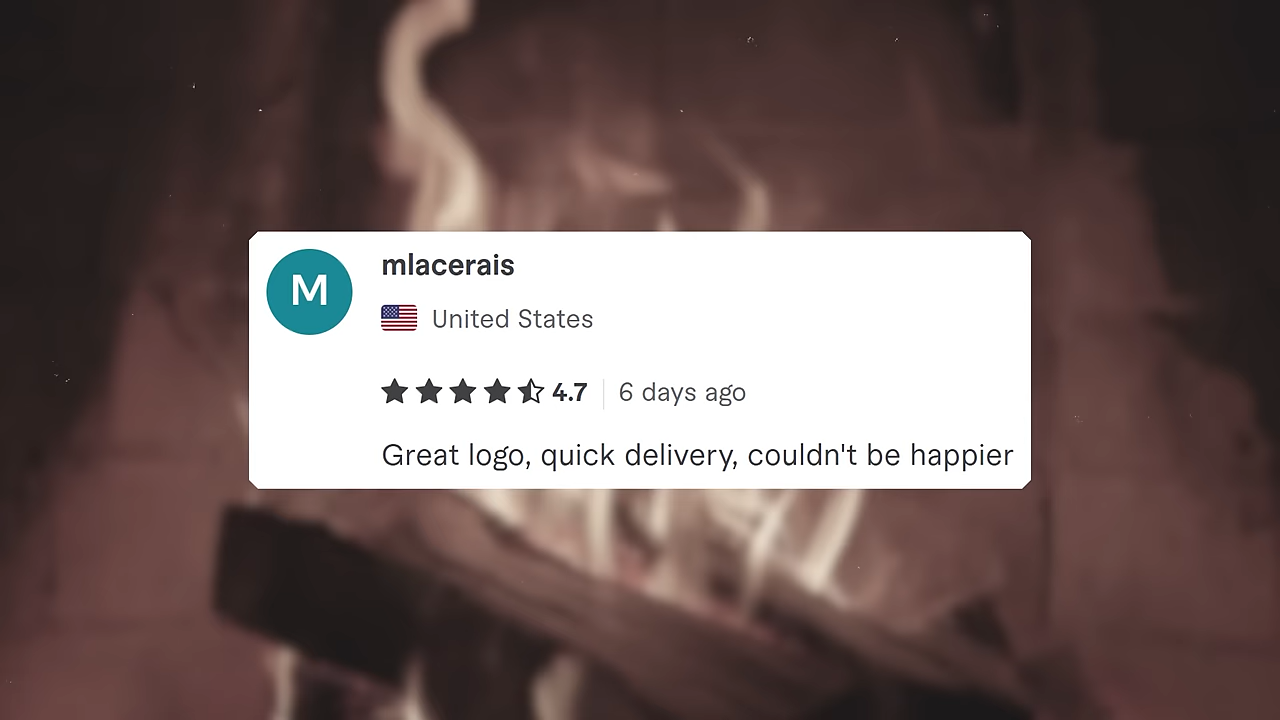 M
mlacerais
United States
4.7
6 days ago
Great logo, quick delivery, couldn't be happier